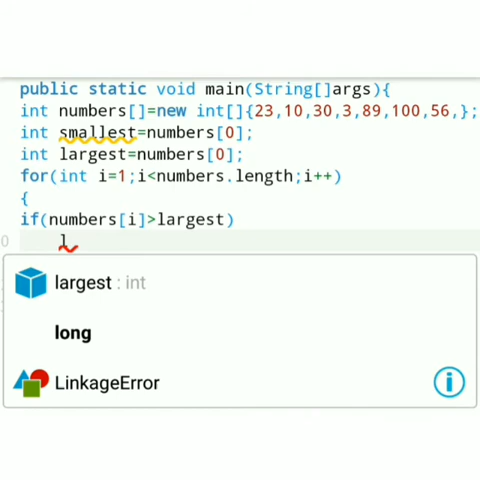 public static void main(String[]args){
int numbers[]=new int[]{23,10,30,3,89,100,56,};
int smallest=numbers[0];
int largest=numbers[0];
for(int i=1;i<numbers.length;i++)
{
if(numbers[i]>largest)
0 l
largest : int
long
LinkageError